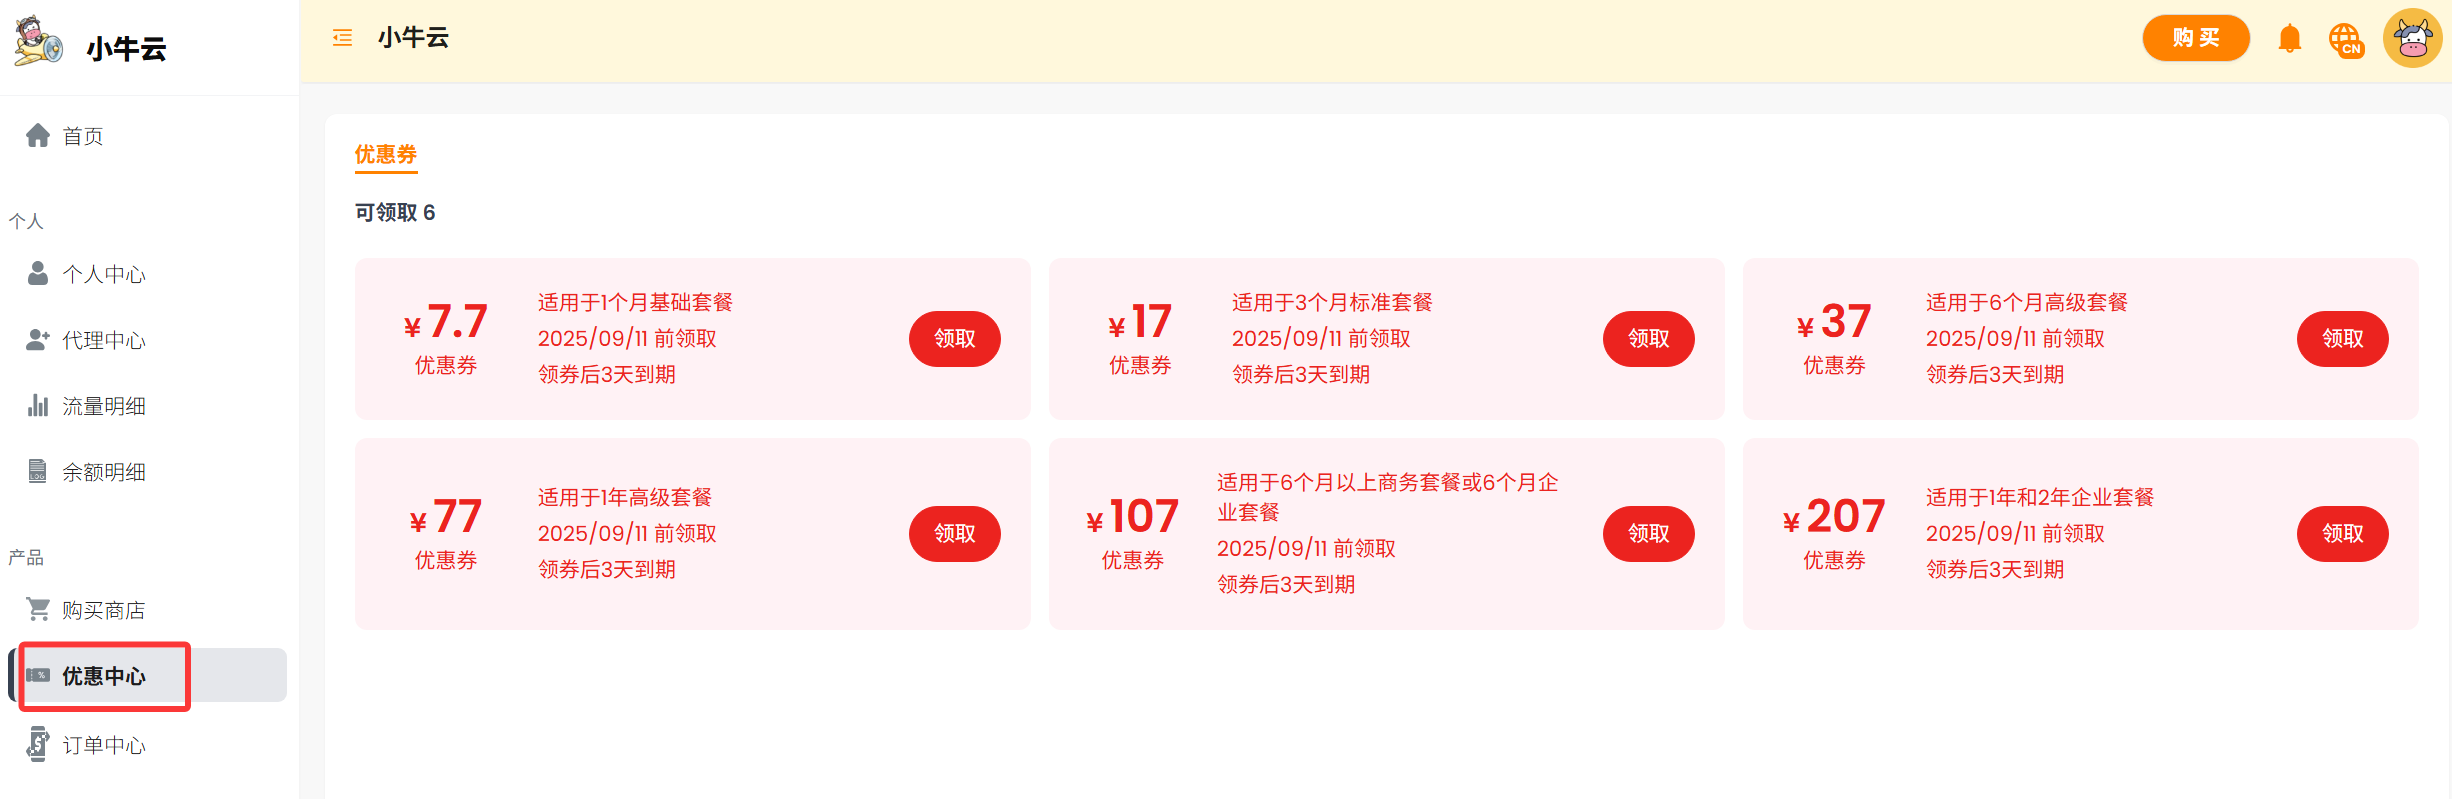 小牛云
小牛云
购 买
CN
首页
个人
个人中心
代理中心
流量明细
LOG
余额明细
产品
购买商店
%
优惠中心
$
订单中心
优惠券
可领取 6
¥ 7.7
优惠券
适用于1个月基础套餐
2025/09/11 前领取
领券后3天到期
领取
¥ 17
优惠券
适用于3个月标准套餐
2025/09/11 前领取
领券后3天到期
领取
¥ 37
优惠券
适用于6个月高级套餐
2025/09/11 前领取
领券后3天到期
领取
¥ 77
优惠券
适用于1年高级套餐
2025/09/11 前领取
领券后3天到期
领取
¥ 107
优惠券
适用于6个月以上商务套餐或6个月企
业套餐
2025/09/11 前领取
领券后3天到期
领取
¥ 207
优惠券
适用于1年和2年企业套餐
2025/09/11 前领取
领券后3天到期
领取